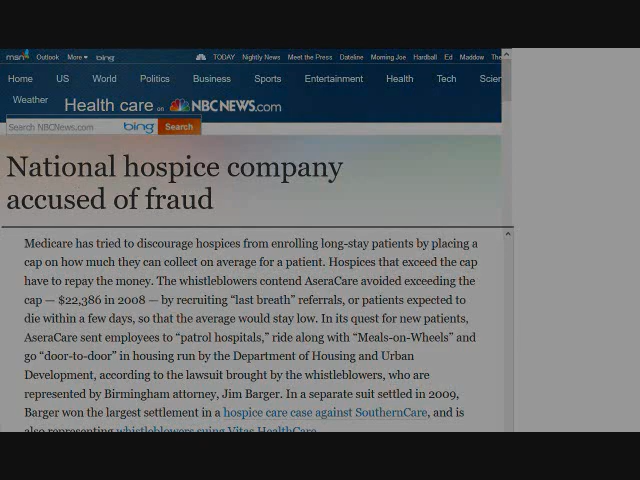 msn Outlook More bing TODAY Nightly News Meet the Press Dateline Morning Joe Hardball Ed Maddow The
Home US World Politics Business Sports Entertainment Health Tech Scien
Weather Health care on NBCNEWS.com
Search NBCNews.com bing Search
National hospice company
accused of fraud
Medicare has tried to discourage hospices from enrolling long-stay patients by placing a
cap on how much they can collect on average for a patient. Hospices that exceed the cap
have to repay the money. The whistleblowers contend AseraCare avoided exceeding the
cap — $22,386 in 2008 — by recruiting “last breath” referrals, or patients expected to
die within a few days, so that the average would stay low. In its quest for new patients,
AseraCare sent employees to “patrol hospitals,” ride along with “Meals-on-Wheels” and
go “door-to-door” in housing run by the Department of Housing and Urban
Development, according to the lawsuit brought by the whistleblowers, who are
represented by Birmingham attorney, Jim Barger. In a separate suit settled in 2009,
Barger won the largest settlement in a hospice care case against SouthernCare, and is
also representing whistleblowers suing Vitas HealthCare.